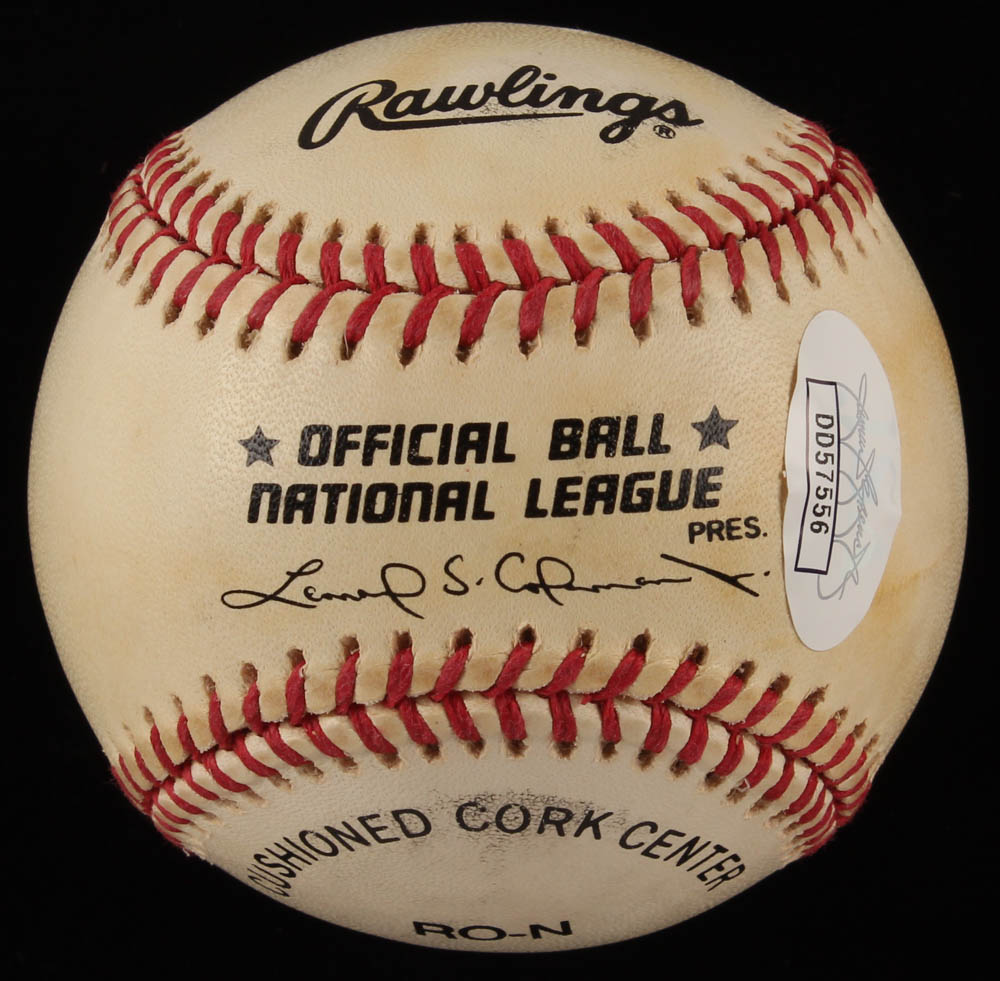 Rawlings®
OFFICIAL BALL
NATIONAL LEAGUE
PRES.
Leonard S. Coleman Jr.
DD57556
CUSHIONED CORK CENTER
RO-N